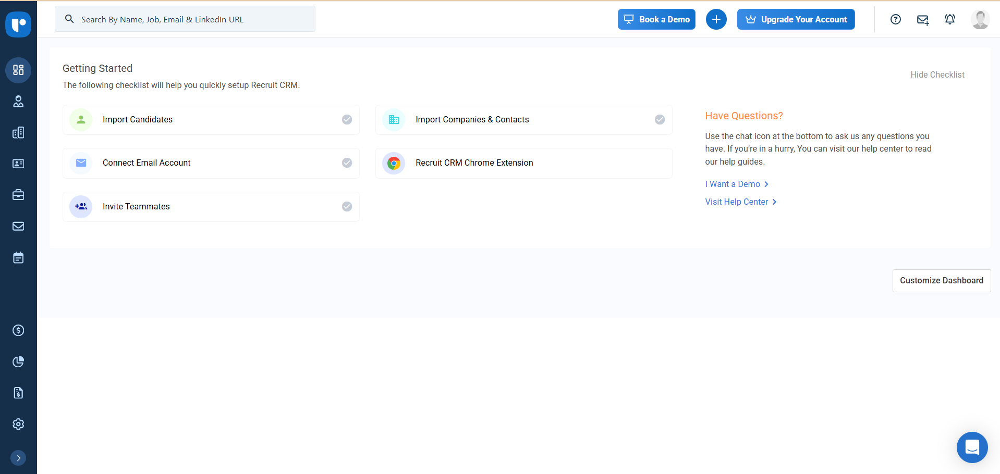 Search By Name, Job, Email & LinkedIn URL
Book a Demo
Upgrade Your Account
Getting Started
The following checklist will help you quickly setup Recruit CRM.
Hide Checklist
Import Candidates
Import Companies & Contacts
Connect Email Account
Recruit CRM Chrome Extension
Invite Teammates
Have Questions?
Use the chat icon at the bottom to ask us any questions you
have. If you’re in a hurry, You can visit our help center to read
our help guides.
I Want a Demo
Visit Help Center
Customize Dashboard